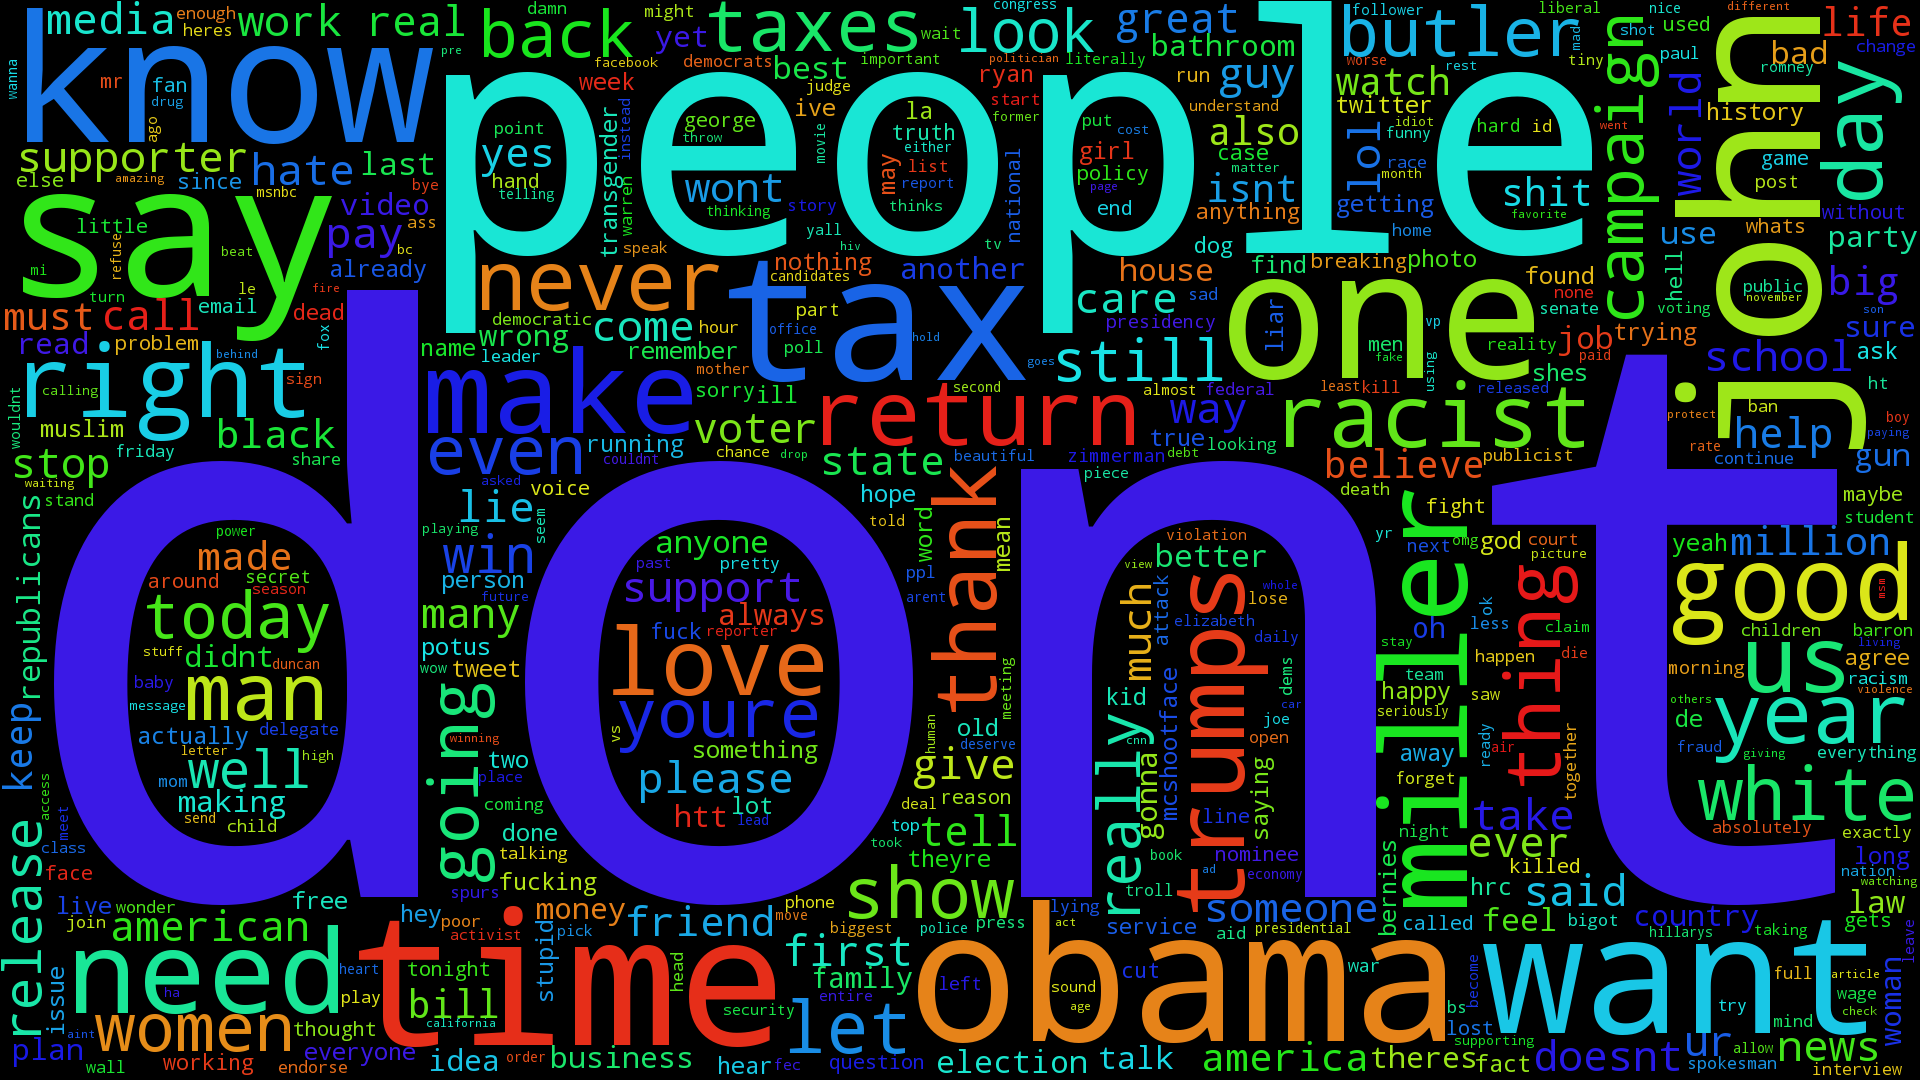 media
enough
heres
work real
damn
back
might
yet
taxes
wait
congress
look
great
butler
follower
liberal
nice
different
life
know
people
john
mr
fan
drug
wanna
ago
pre
facebook
week
democrats
best
important
politician
literally
bathroom
run
guy
worse
rest
watch
mad
tiny
shot
used
paul
bad
romney
change
judge
ryan
start
former
understand
twitter
idiot
funny
campaign
world
history
day
supporter
hate
last
else
amazing
since
msnbc
bye
point
yes
hand
telling
george
throw
ive
movie
instead
transgender
warren
la
truth
either
list
report
may
thinks
put
cost
girl
policy
page
also
case
matter
lol
race
month
hard
id
went
shit
favorite
game
post
say
little
video
pay
ass
bc
already
refuse
beat
mi
turn
le
email
fire
dead
wont
thinking
story
yall
hiv
tv
national
end
isnt
anything
getting
home
dog
use
whats
without
party
never
speak
nothing
candidates
another
house
care
sad
find
breaking
photo
found
none
senate
hell
voting
public
november
big
son
sure
must
call
read
problem
fox
behind
sign
democratic
wrong
come
hour
part
office
poll
hold
tax
presidency
one
liar
vp
men
fake
reality
job
paid
trying
school
ask
right
calling
wouldnt
name
leader
remember
mother
goes
still
using
shes
make
sorry
ill
second
almost
federal
least
kill
released
ht
muslim
black
friday
share
voter
return
way
racist
protect
ban
boy
help
paying
rate
stop
waiting
stand
even
running
couldnt
chance
drop
state
beautiful
true
looking
zimmerman
debt
believe
publicist
continue
gun
asked
voice
lie
hope
piece
death
fight
maybe
student
dont
republicans
power
made
around
secret
season
playing
seem
win
person
future
anyone
past
pretty
support
told
word
thank
mean
violation
better
view
yr
next
omg
god
court
picture
yeah
million
today
stuff
didnt
duncan
many
potus
wow
tweet
always
fuck
reporter
ppl
arent
much
attack
trumps
whole
lose
elizabeth
daily
miller
oh
ok
less
thing
claim
die
good
msm
children
barron
living
baby
message
man
actually
delegate
love
youre
vs
something
going
winning
two
place
meeting
human
old
deserve
kid
mcshootface
dems
car
joe
stay
team
happy
seriously
happen
saw
morning
us
agree
racism
violence
others
de
year
keep
letter
high
mom
well
making
send
child
please
htt
lot
lead
coming
done
talking
give
deal
reason
cnn
really
gonna
open
saying
away
forget
ready
air
together
fraud
giving
everything
white
access
meet
class
face
release
top
took
tell
theyre
book
line
troll
ad
nominee
economy
bernies
night
take
ever
killed
absolutely
exactly
long
nation
watching
live
join
wonder
free
spurs
fucking
show
hrc
said
law
american
hey
poor
activist
stupid
money
pick
friend
phone
move
biggest
first
police
press
lying
act
service
someone
aid
presidential
called
feel
bigot
country
hillarys
taking
gets
leave
issue
need
ha
heart
time
tonight
play
bill
california
head
family
entire
left
obama
sound
age
cut
war
become
want
full
try
article
wage
check
woman
plan
aint
women
thought
security
let
bs
lost
supporting
mind
wall
working
endorse
everyone
idea
order
business
hear
fec
question
election
talk
america
theres
fact
doesnt
ur
spokesman
allow
news
interview